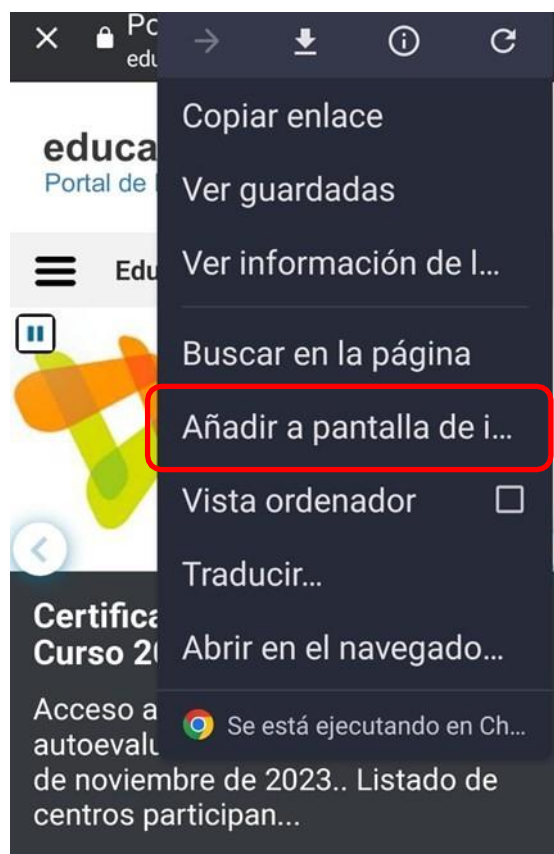 Po
edu
Copiar enlace
educa
Portal de
Ver guardadas
Edu
Ver información de l...
Buscar en la página
Añadir a pantalla de i...
Vista ordenador
Traducir...
Certifica
Curso 20
Abrir en el navegado...
Acceso a
Se está ejecutando en Ch...
autoevalu
de noviembre de 2023.. Listado de
centros participan...